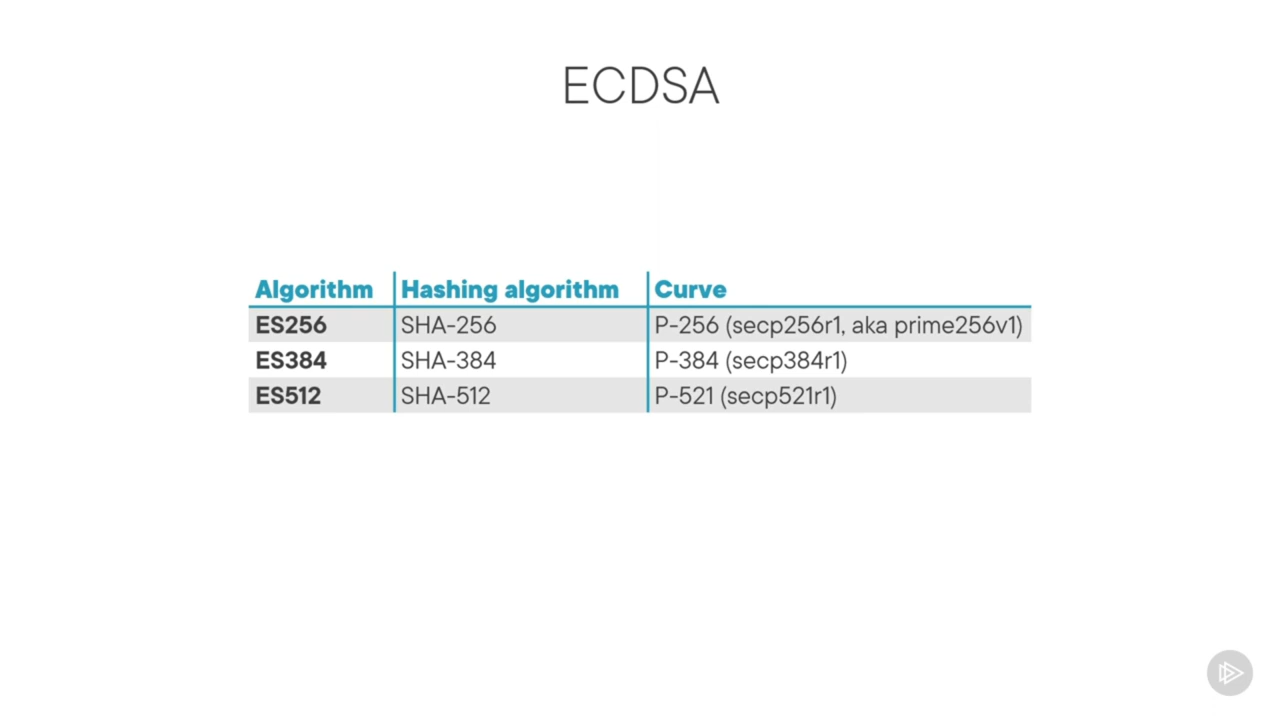 ECDSA
Algorithm Hashing algorithm Curve
ES256 SHA-256 P-256 (secp256r1, aka prime256v1)
ES384 SHA-384 P-384 (secp384r1)
ES512 SHA-512 P-521 (secp521r1)